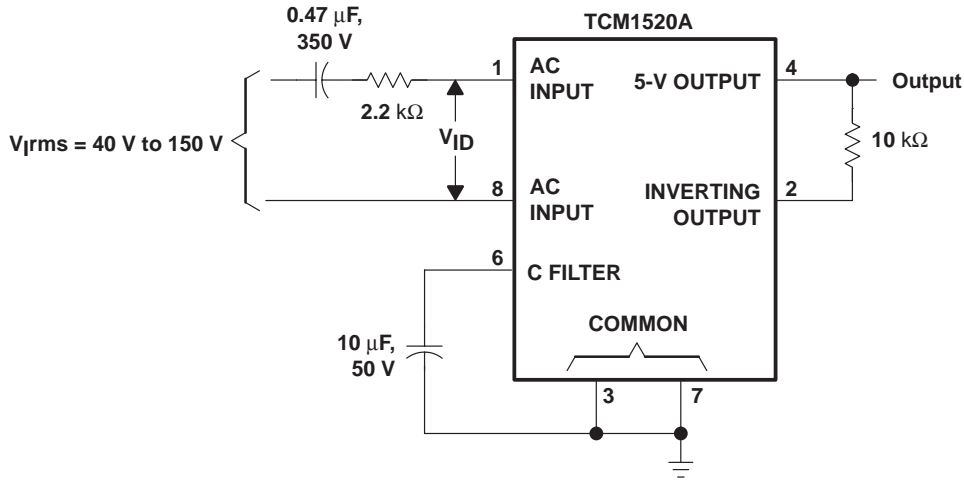 0.47 μF,
350 V
TCM1520A
1
AC
INPUT
5-V OUTPUT
4
Output
2.2 kΩ
VID
VIrms = 40 V to 150 V
10 kΩ
8
AC
INPUT
INVERTING
OUTPUT
2
6
C FILTER
COMMON
10 μF,
50 V
3
7